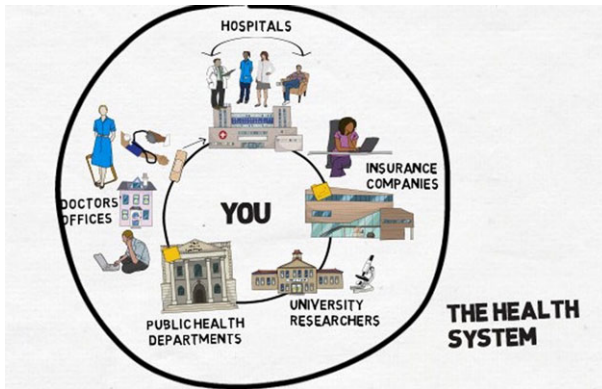 HOSPITALS
INSURANCE
COMPANIES
DOCTORS
OFFICES
YOU
UNIVERSITY
RESEARCHERS
PUBLIC HEALTH
DEPARTMENTS
THE HEALTH
SYSTEM